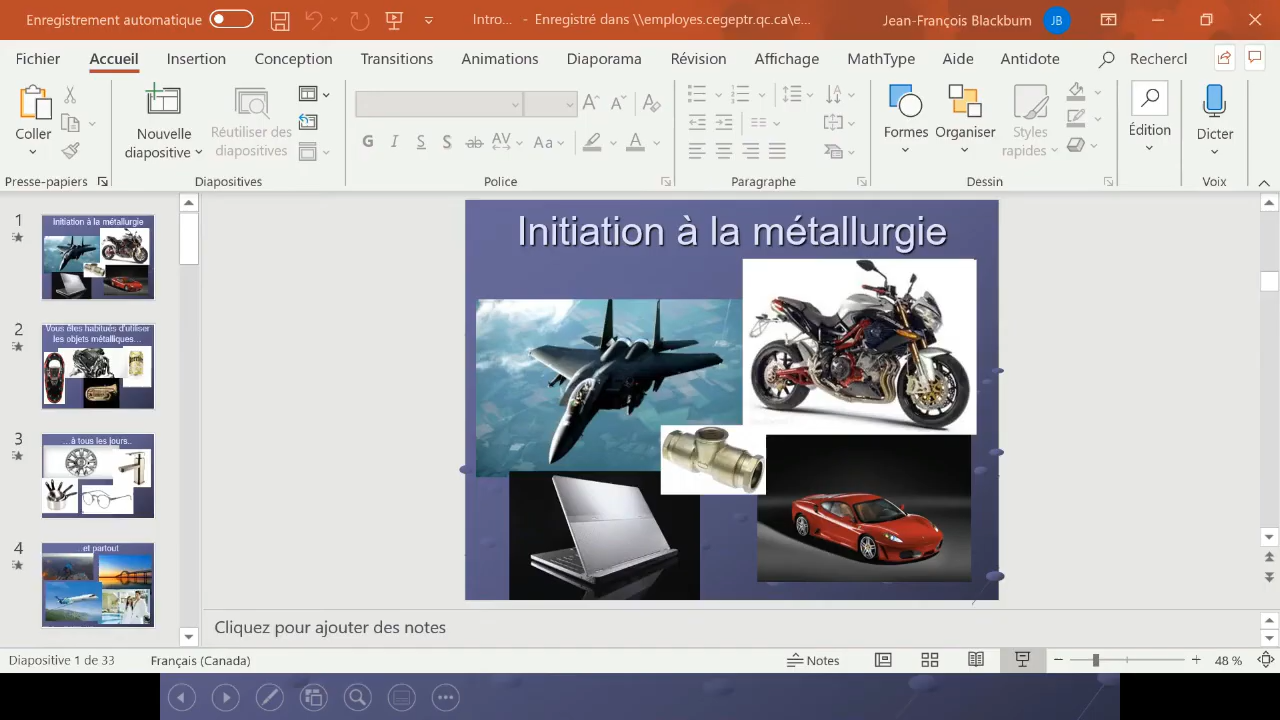 Enregistrement automatique
Intro... - Enregistré dans \\employes.cegeptr.qc.ca\e...
Jean-François Blackburn
JB
Fichier Accueil Insertion Conception Transitions Animations Diaporama Révision Affichage MathType Aide Antidote Rechercl
Coller
Nouvelle
diapositive
Réutiliser des
diapositives
G I S S ab AV Aa A
Formes
Organiser
Styles
rapides
Édition
Dicter
Presse-papiers Diapositives Police Paragraphe Dessin Voix
1
Initiation à la métallurgie
2
Vous êtes habitués d'utiliser
les objets métalliques...
3
...à tous les jours..
4
...et partout
Initiation à la métallurgie
Cliquez pour ajouter des notes
Diapositive 1 de 33 Français (Canada) Notes 48 %